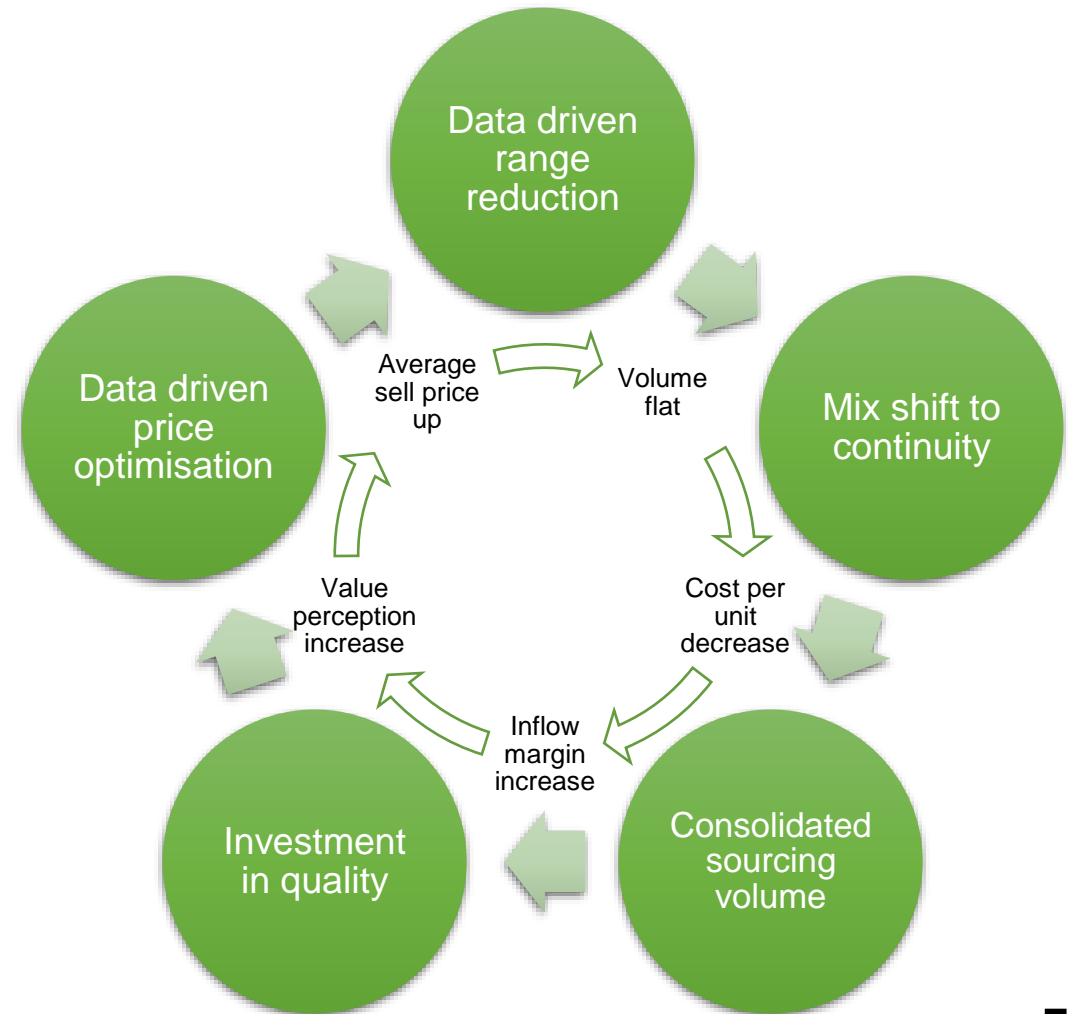 Data driven
range
reduction
Mix shift to
continuity
Consolidated
sourcing
volume
Investment
in quality
Data driven
price
optimisation
Average
sell price
up
Volume
flat
Cost per
unit
decrease
Inflow
margin
increase
Value
perception
increase